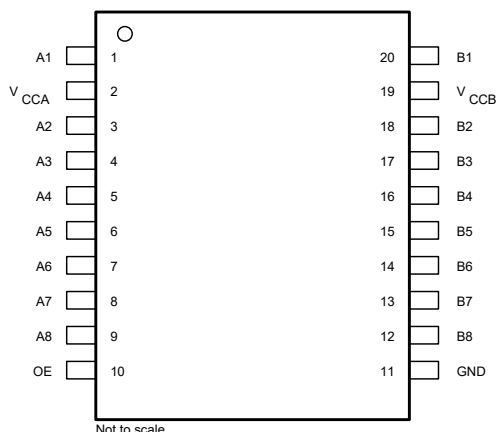 A1 1 20 B1
V CCA 2 19 V CCB
A2 3 18 B2
A3 4 17 B3
A4 5 16 B4
A5 6 15 B5
A6 7 14 B6
A7 8 13 B7
A8 9 12 B8
OE 10 11 GND
Not to scale